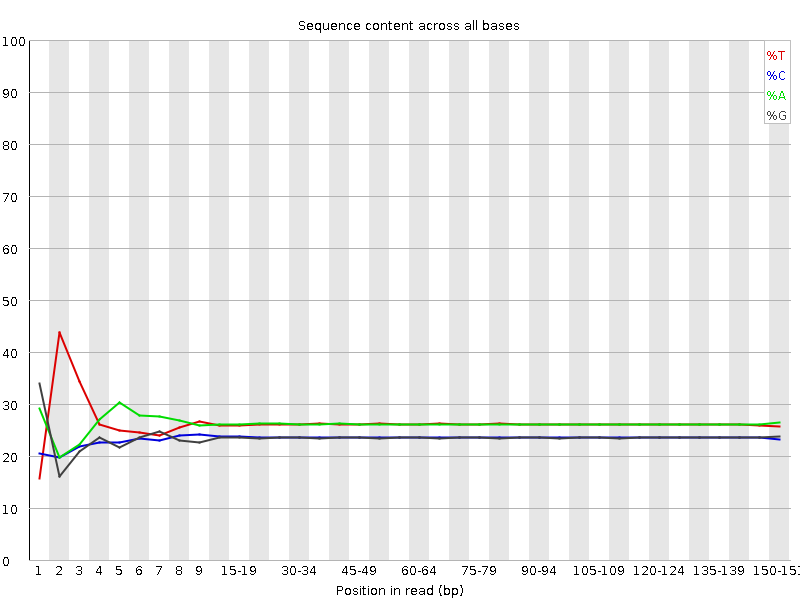 Sequence content across all bases
100
90
80
70
60
50
40
30
20
10
0
%T
%C
%A
%G
1 2 3 4 5 6 7 8 9 15-19 30-34 45-49 60-64 75-79 90-94 105-109 120-124 135-139 150-151
Position in read (bp)